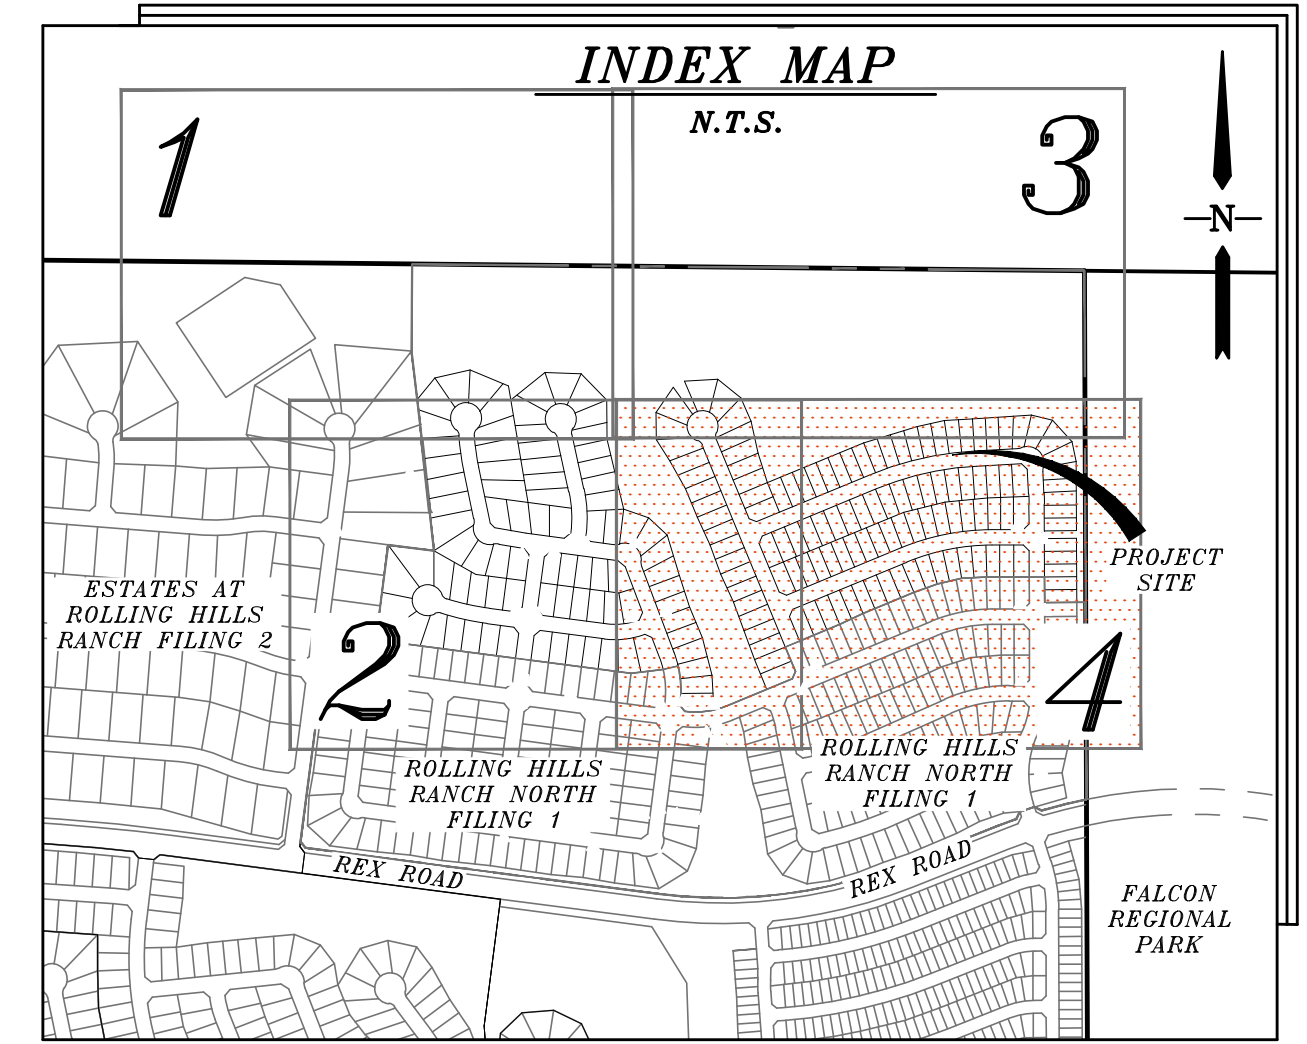 INDEX MAP
N.T.S.
1
3
N
PROJECT
SITE
ESTATES AT
ROLLING HILLS
RANCH FILING 2
2
4
ROLLING HILLS
RANCH NORTH
FILING 1
ROLLING HILLS
RANCH NORTH
FILING 1
REX ROAD
REX ROAD
FALCON
REGIONAL
PARK